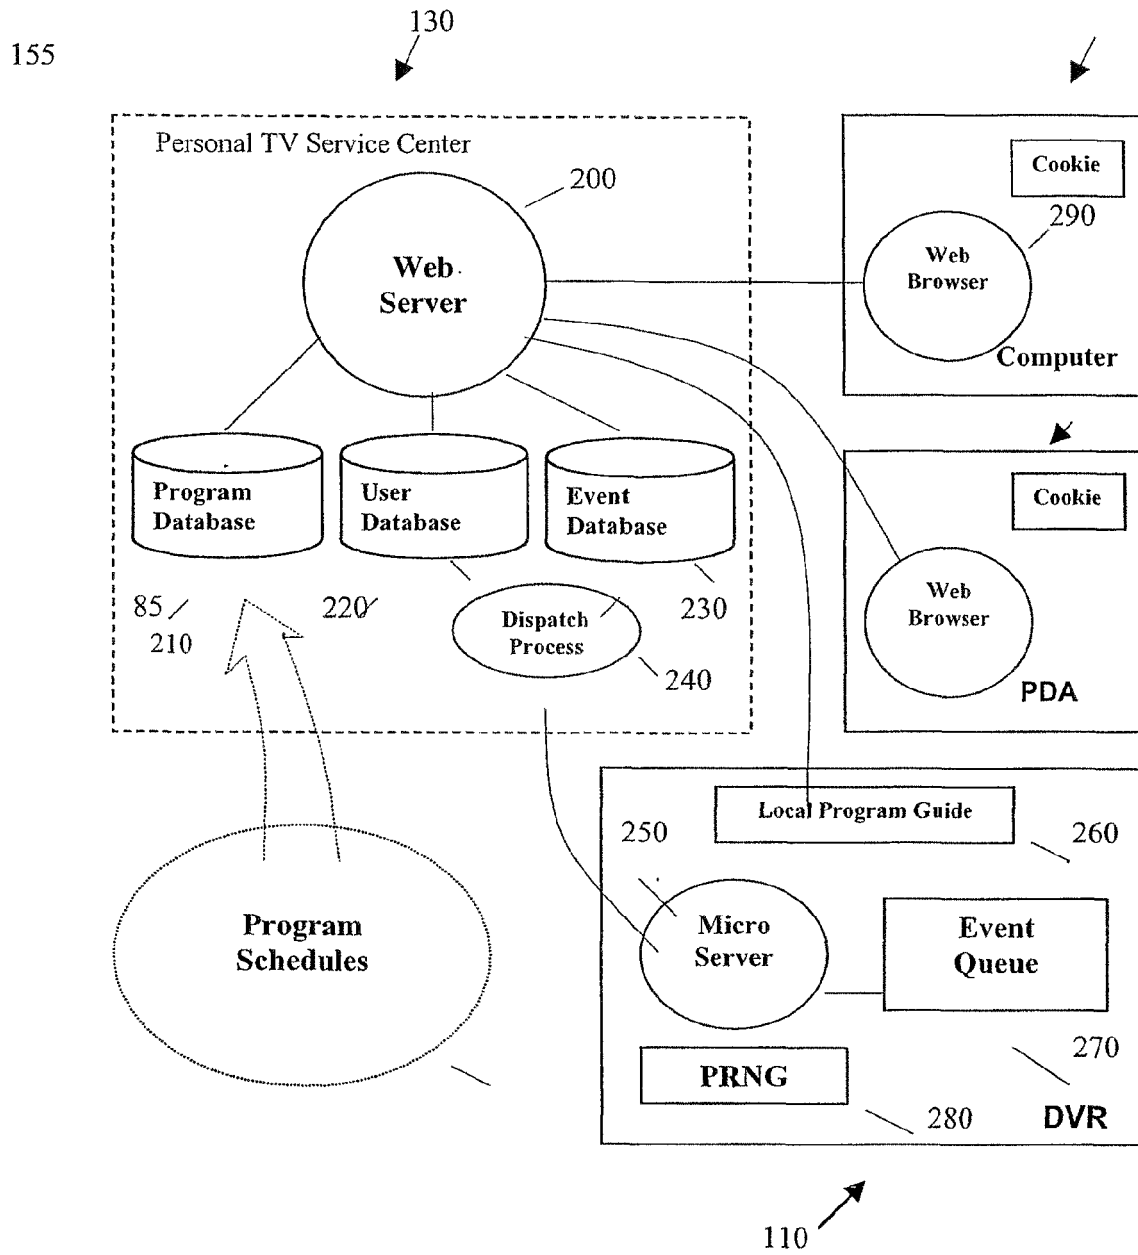 130
155
Personal TV Service Center
200
Web
Server
Cookie
290
Web
Browser
Computer
Program
Database
User
Database
Event
Database
Cookie
85
210
220
Dispatch
Process
230
240
Web
Browser
PDA
Local Program Guide
250
260
Program
Schedules
Micro
Server
Event
Queue
270
PRNG
280
DVR
110